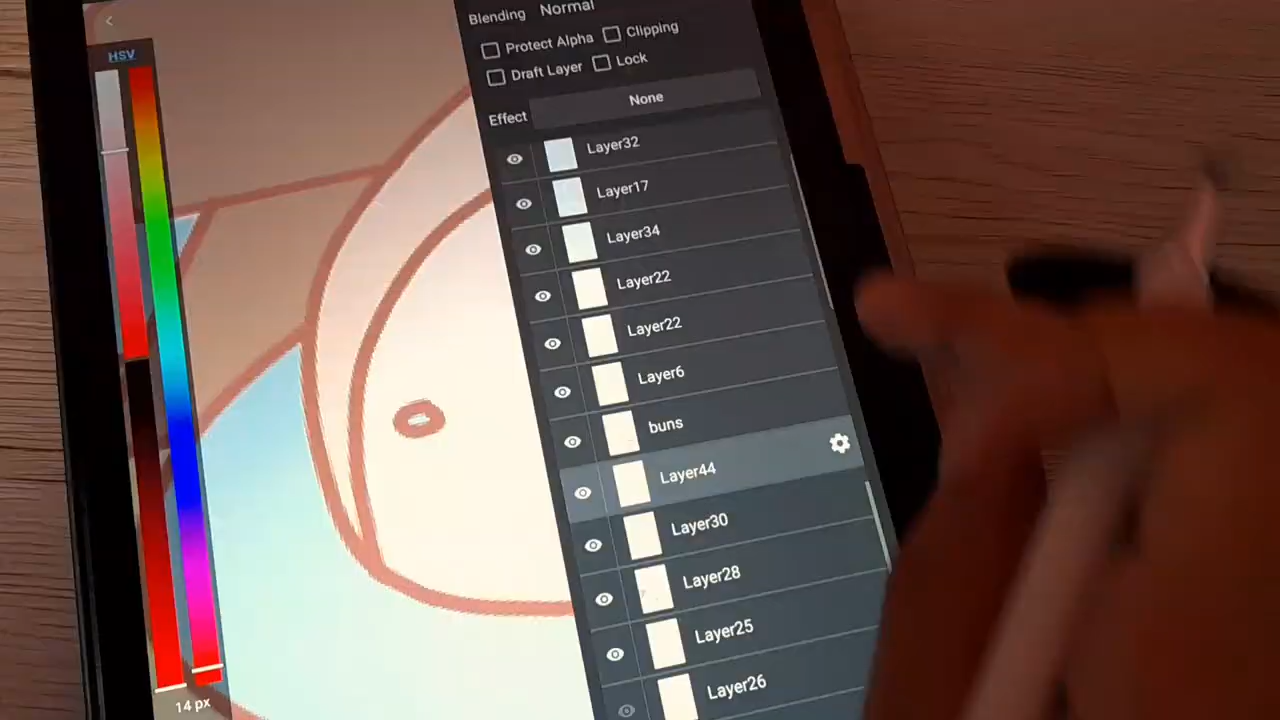 HSV
14 px
Blending Normal
Protect Alpha Clipping
Draft Layer Lock
Effect None
Layer32
Layer17
Layer34
Layer22
Layer22
Layer6
buns
Layer44
Layer30
Layer28
Layer25
Layer26